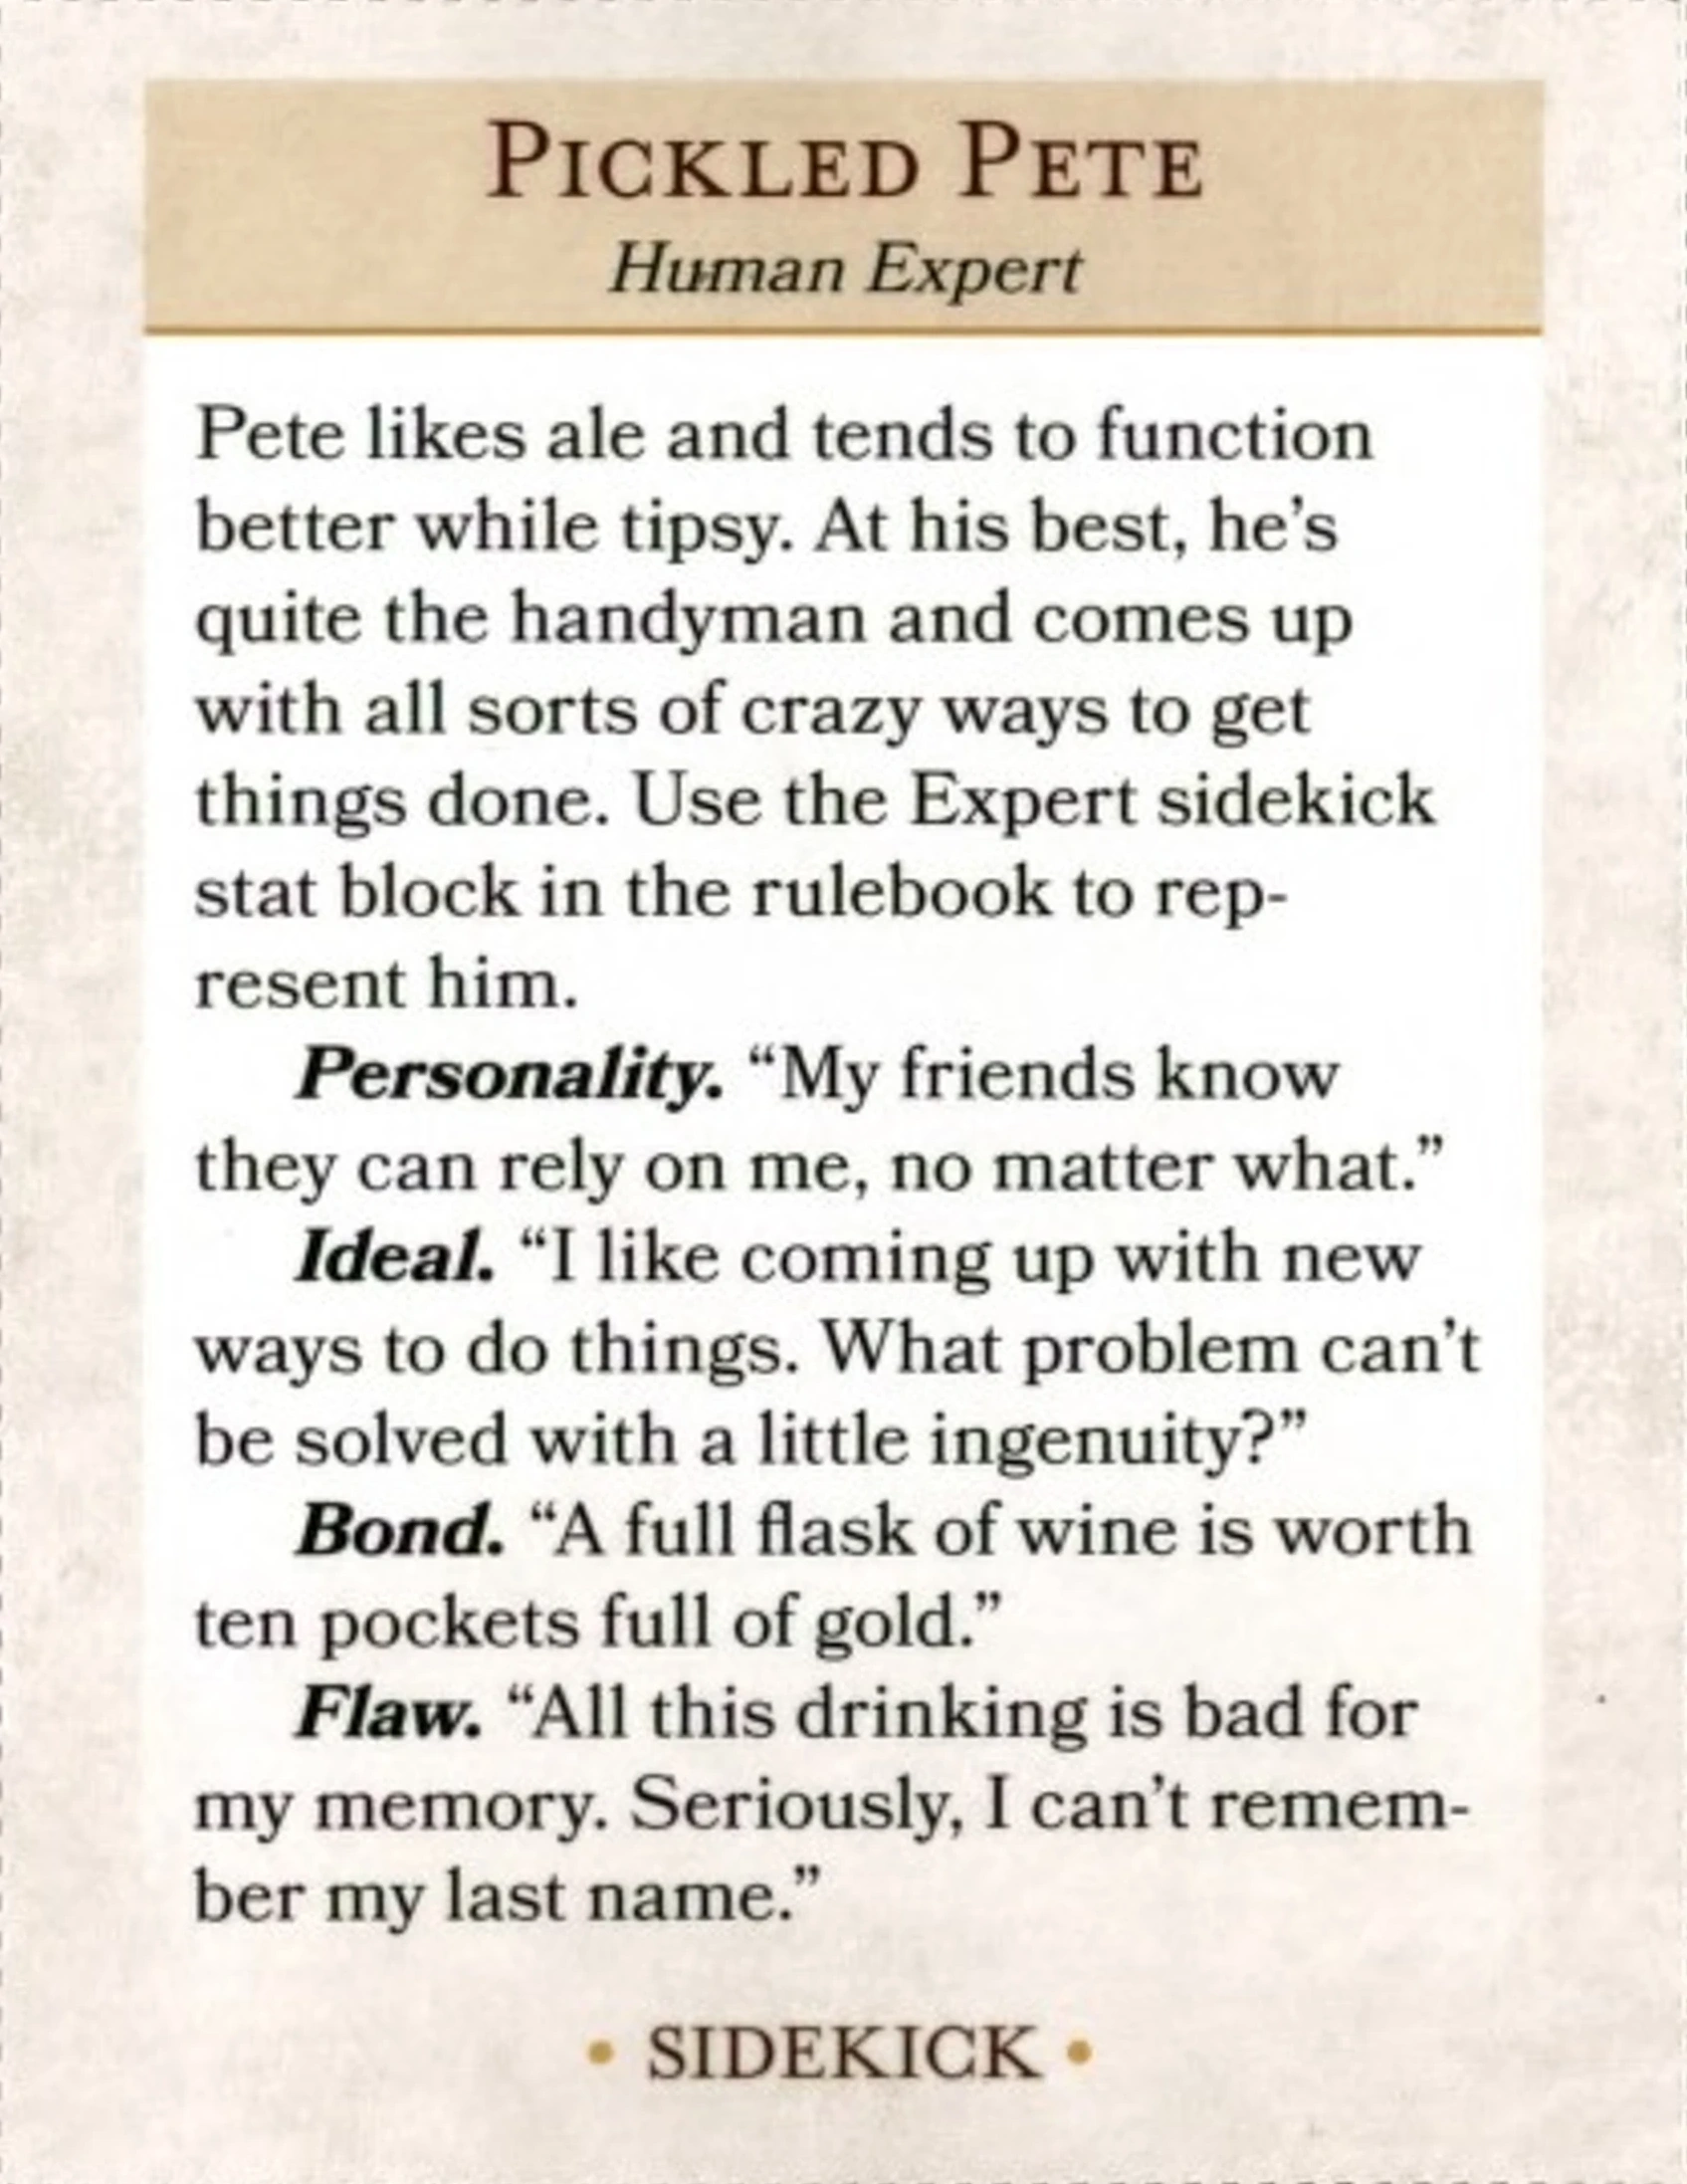 PICKLED PETE
Human Expert
Pete likes ale and tends to function
better while tipsy. At his best, he’s
quite the handyman and comes up
with all sorts of crazy ways to get
things done. Use the Expert sidekick
stat block in the rulebook to rep-
resent him.
Personality. “My friends know
they can rely on me, no matter what.”
Ideal. “I like coming up with new
ways to do things. What problem can’t
be solved with a little ingenuity?”
Bond. “A full flask of wine is worth
ten pockets full of gold.”
Flaw. “All this drinking is bad for
my memory. Seriously, I can’t remem-
ber my last name.”
• SIDEKICK •